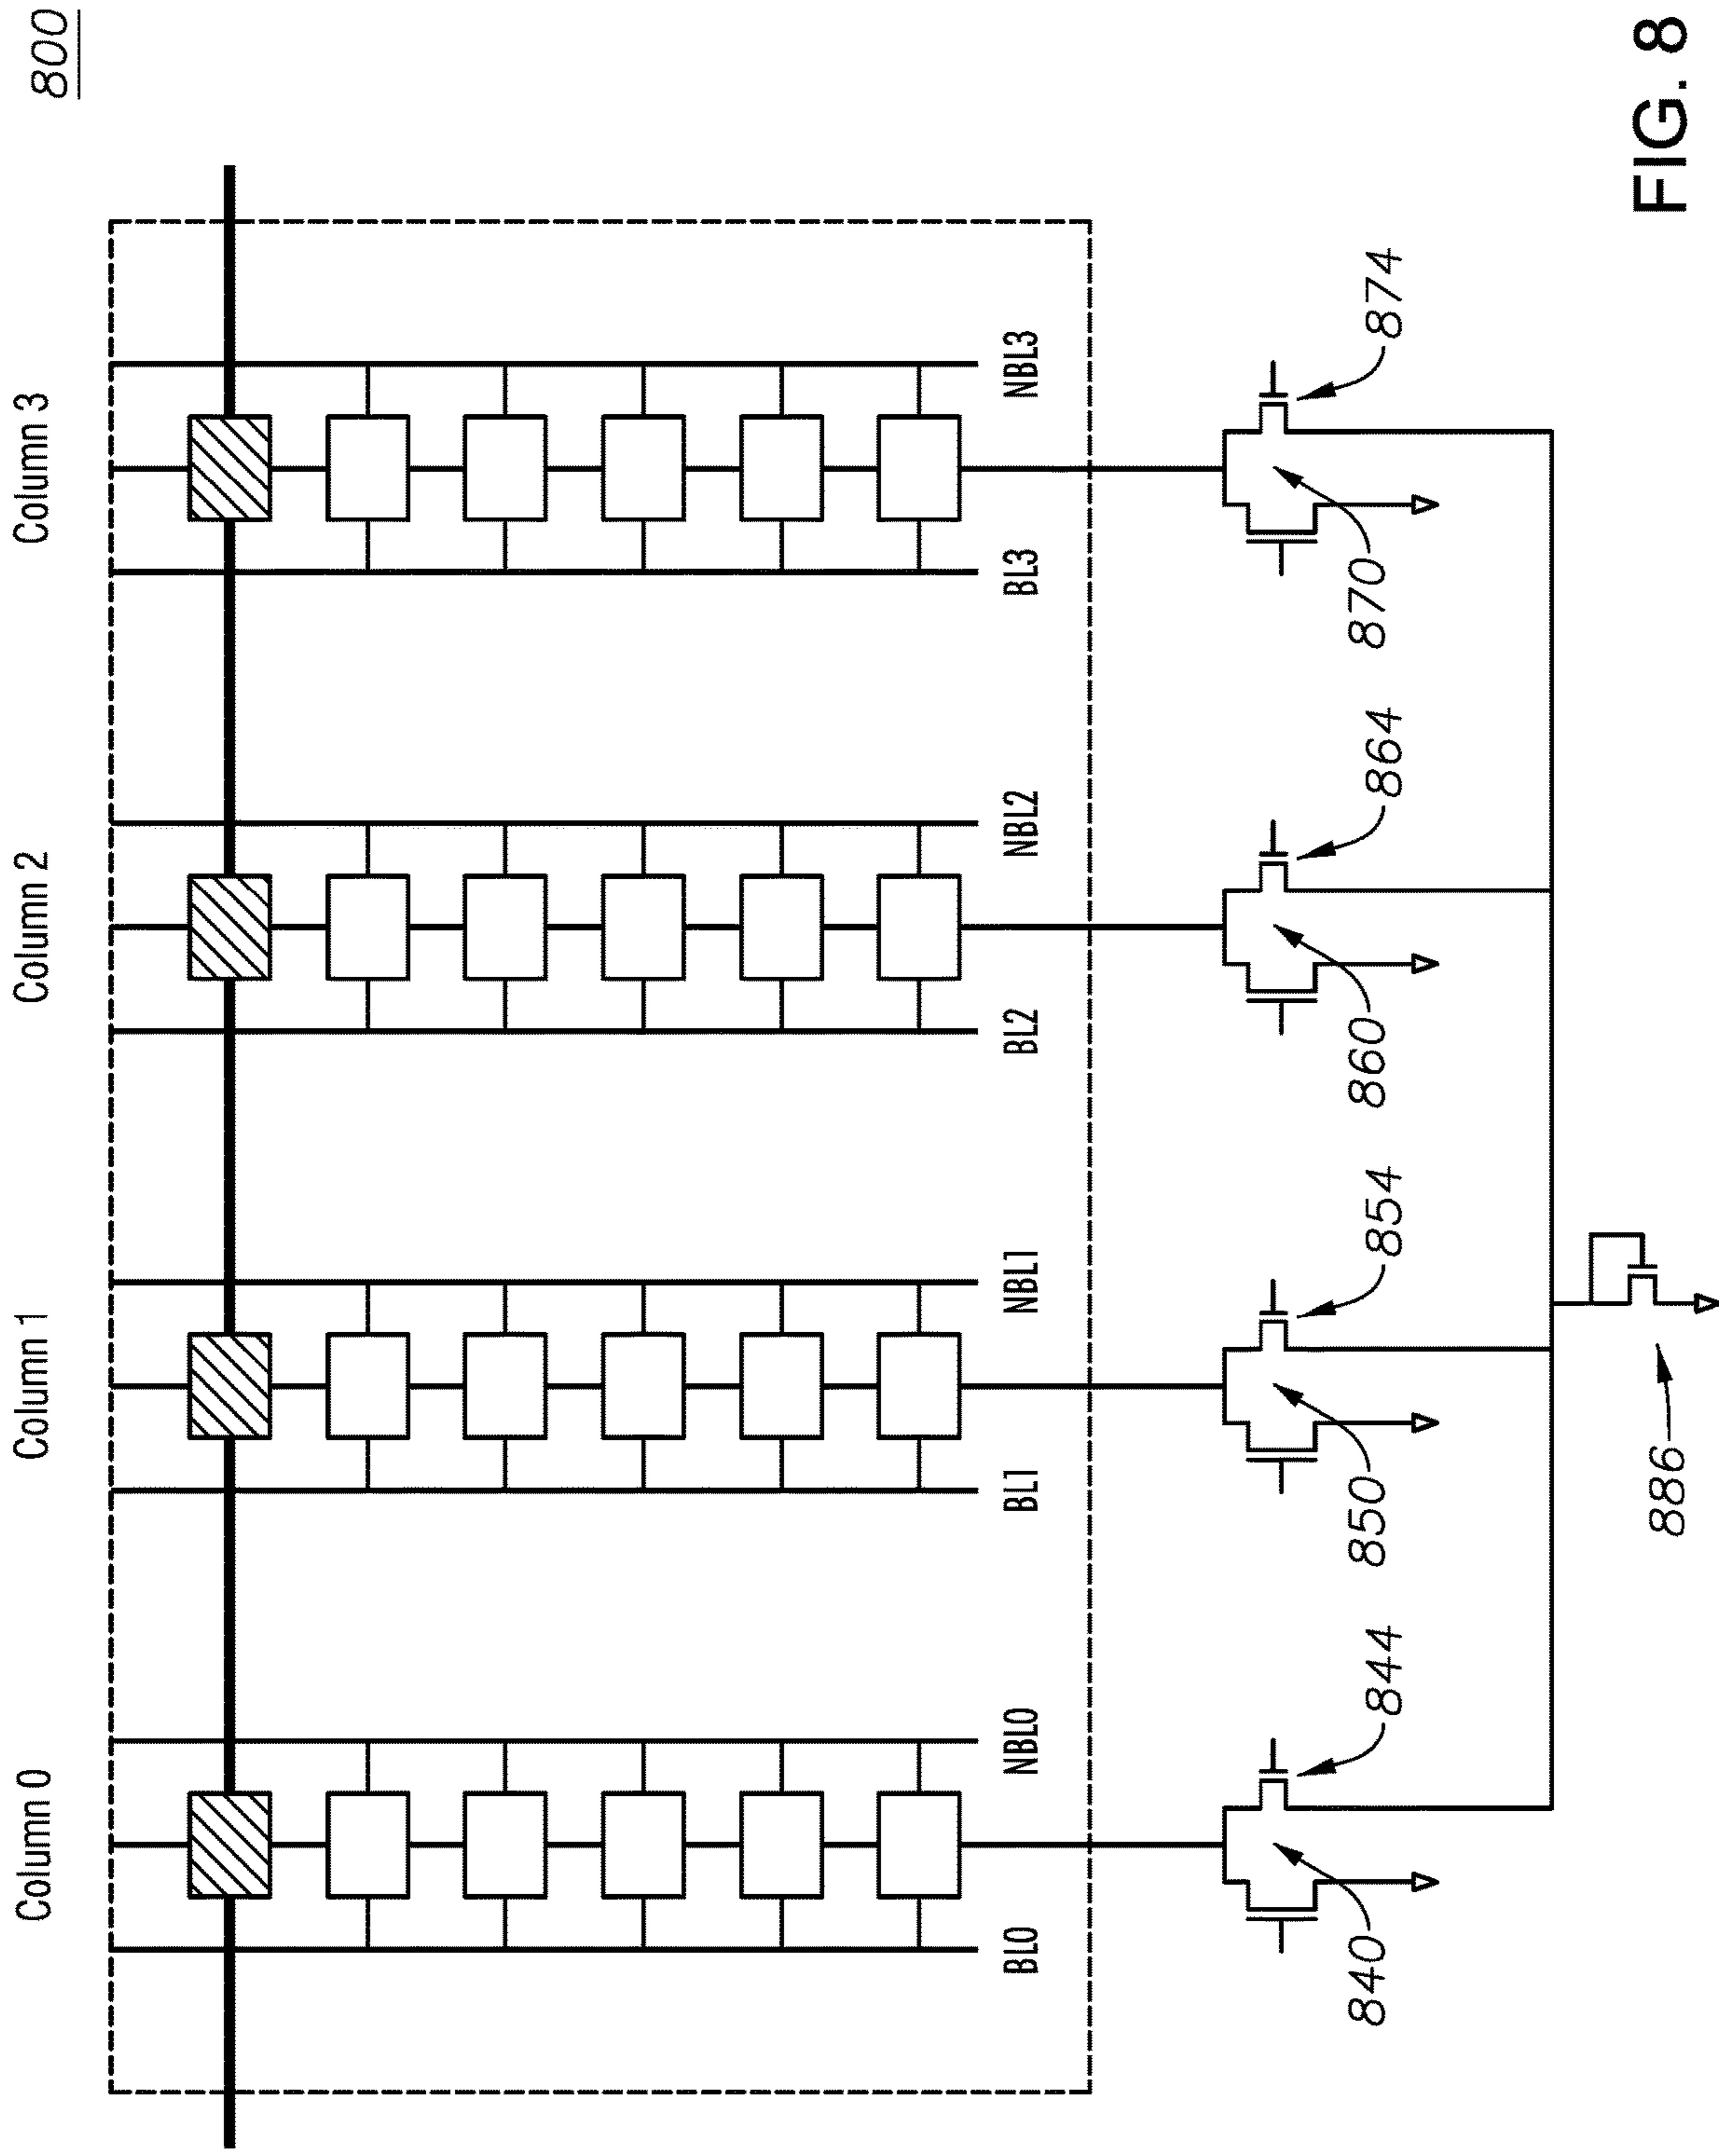 800
Column 0
Column 1
Column 2
Column 3
BL0
NBL0
BL1
NBL1
BL2
NBL2
BL3
NBL3
840
844
850
854
860
864
870
874
886
FIG. 8